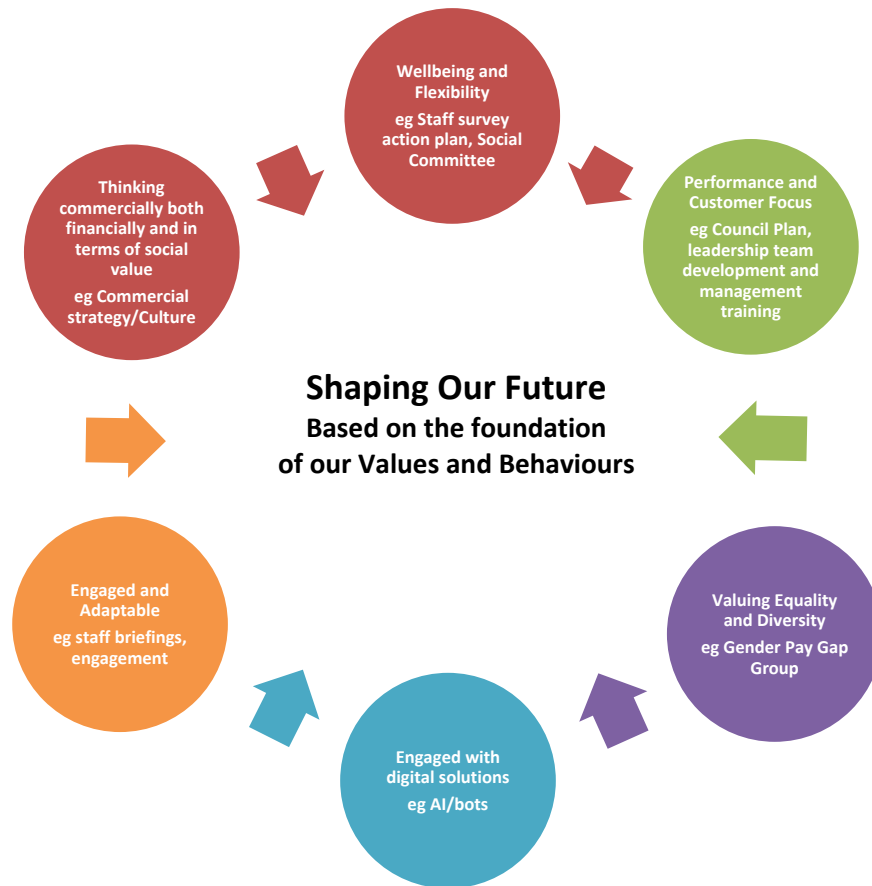 Wellbeing and
Flexibility
eg Staff survey
action plan, Social
Committee
Thinking
commercially both
financially and in
terms of social
value
eg Commercial
strategy/Culture
Performance and
Customer Focus
eg Council Plan,
leadership team
development and
management
training
Shaping Our Future
Based on the foundation
of our Values and Behaviours
Engaged and
Adaptable
eg staff briefings,
engagement
Valuing Equality
and Diversity
eg Gender Pay Gap
Group
Engaged with
digital solutions
eg AI/bots